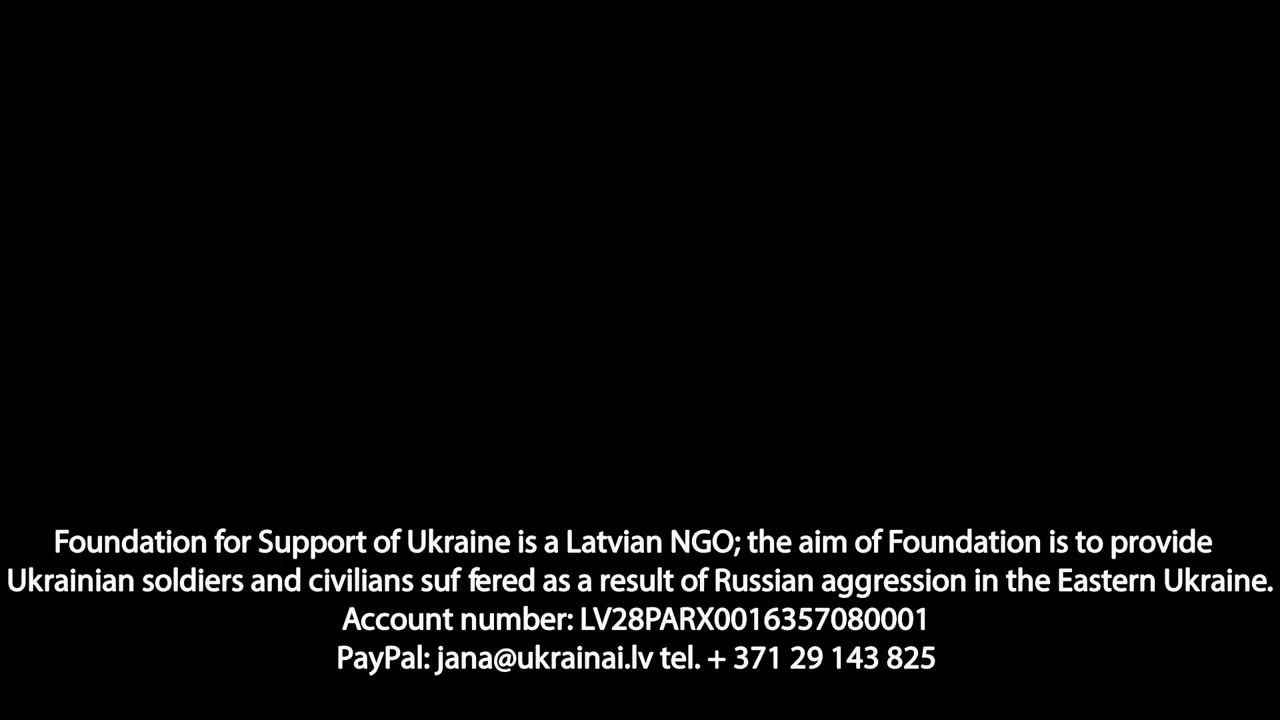 Foundation for Support of Ukraine is a Latvian NGO; the aim of Foundation is to provide
Ukrainian soldiers and civilians suf fered as a result of Russian aggression in the Eastern Ukraine.
Account number: LV28PARX0016357080001
PayPal: jana@ukrainai.lv tel. + 371 29 143 825